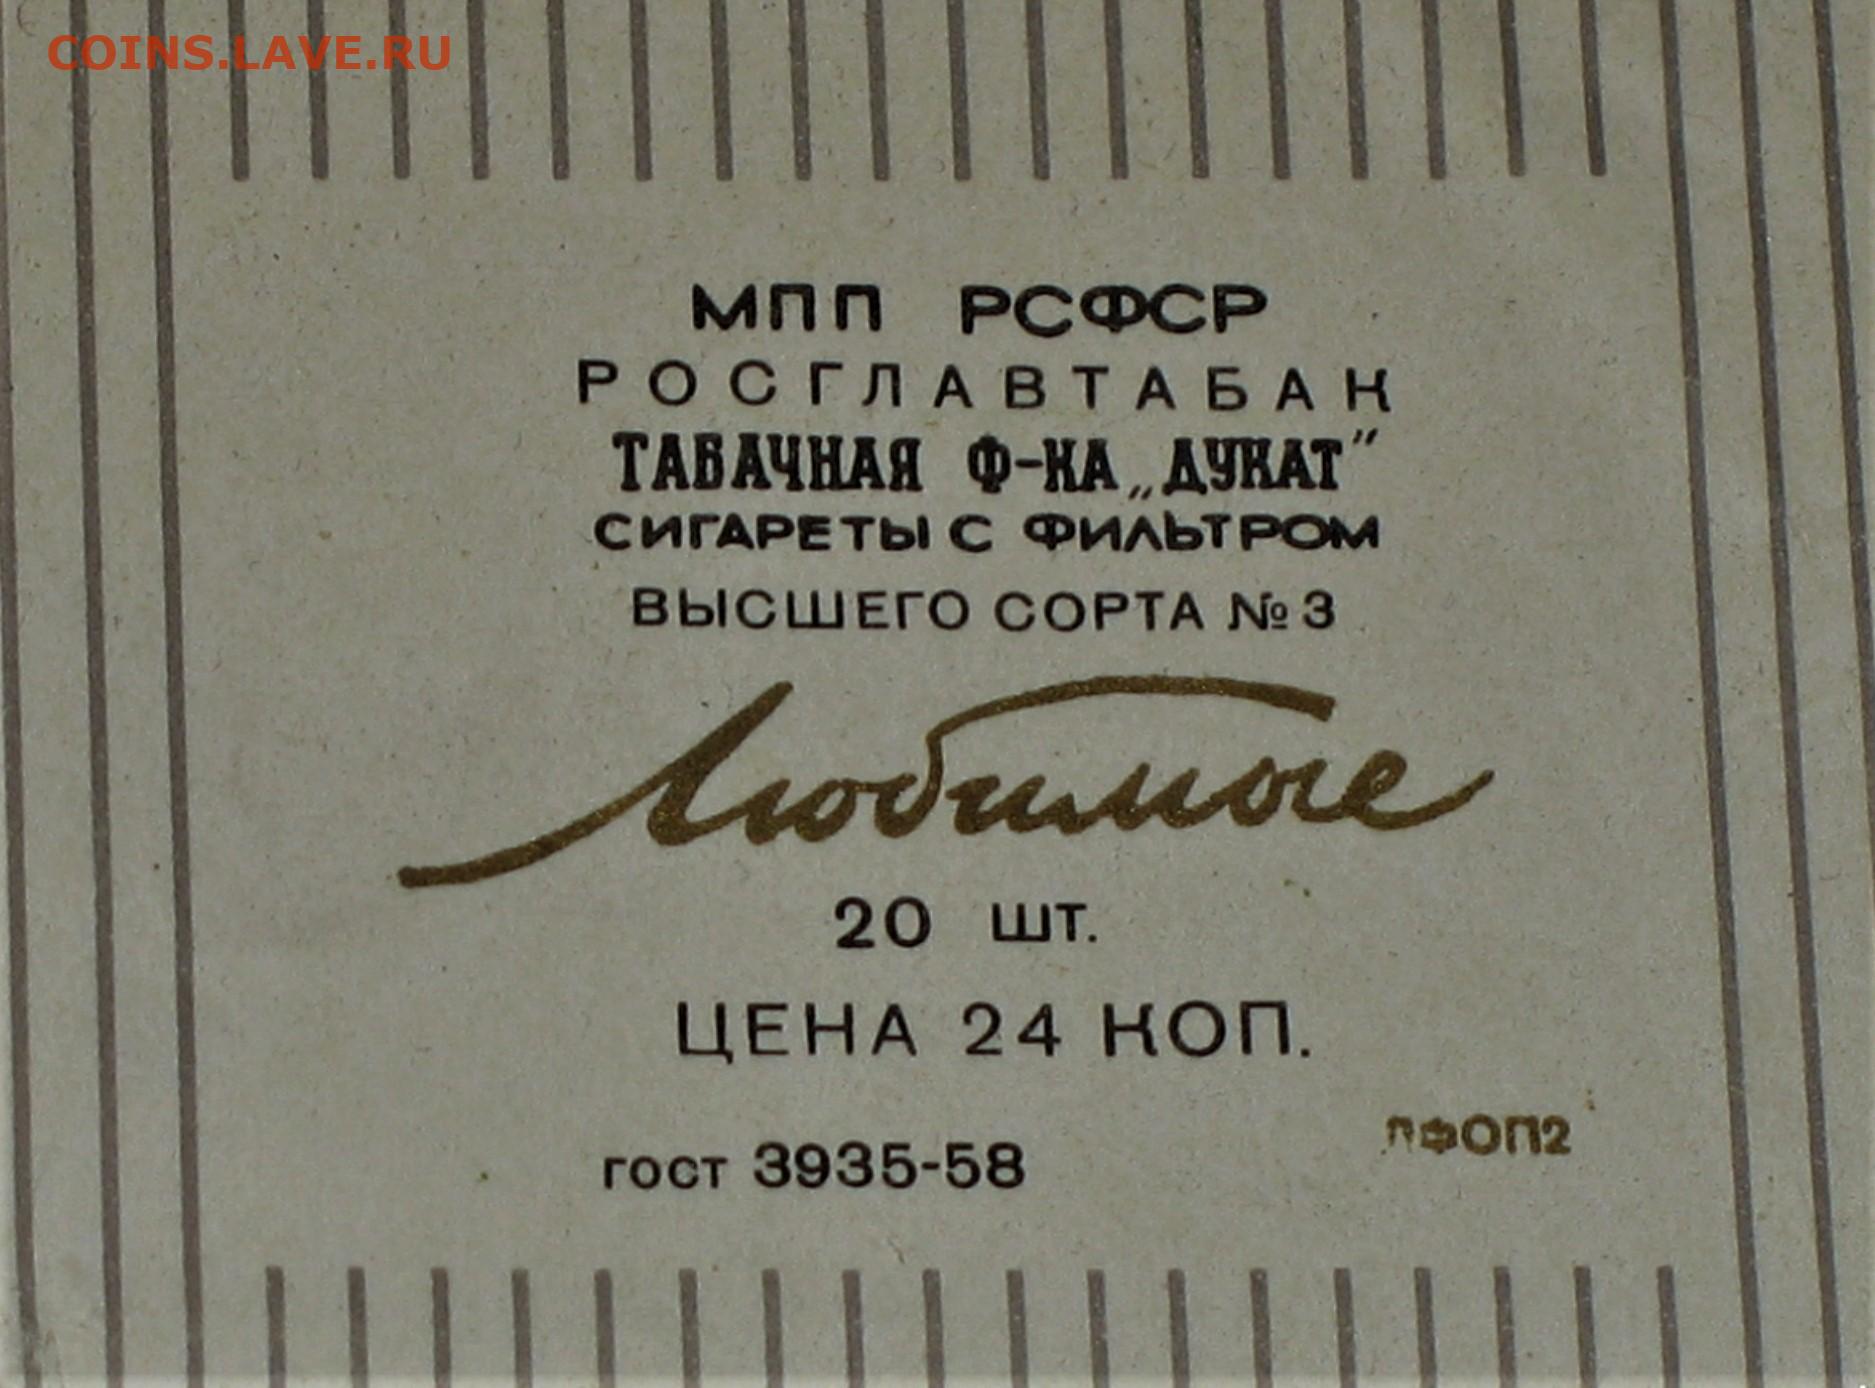 COINS.LAVE.RU
МПП РСФСР
РОСГЛАВТАБАК
ТАБАЧНАЯ Ф-КА „ДУКАТ"
СИГАРЕТЫ С ФИЛЬТРОМ
ВЫСШЕГО СОРТА №3
Любимые
20 шт.
ЦЕНА 24 КОП.
ПФОП2
гост 3935-58